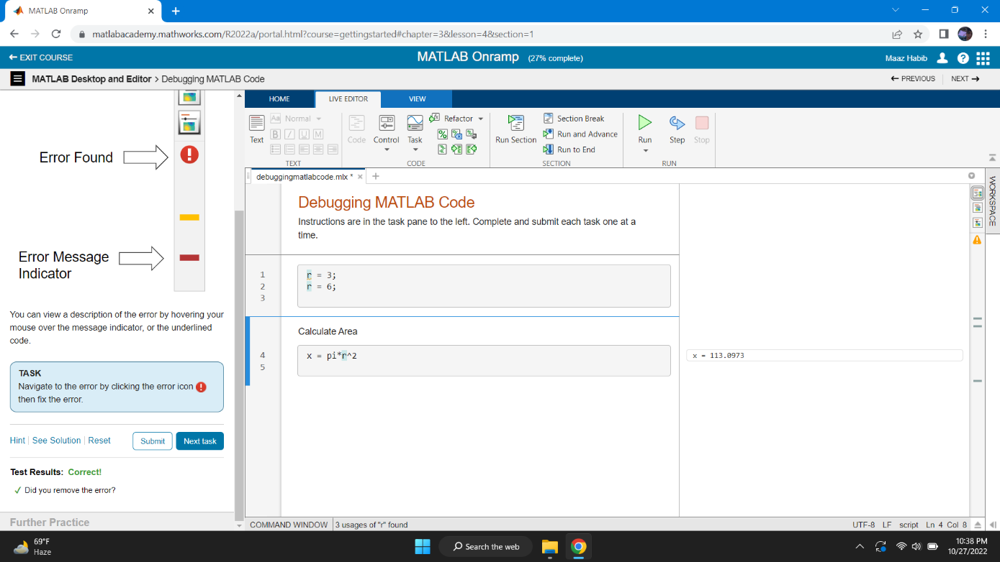 MATLAB Onramp
matlabacademy.mathworks.com/R2022a/portal.html?course=gettingstarted#chapter=3&lesson=4&section=1
EXIT COURSE
MATLAB Onramp (27% complete)
Maaz Habib
MATLAB Desktop and Editor > Debugging MATLAB Code
PREVIOUS
NEXT
Error Found
Error Message
Indicator
You can view a description of the error by hovering your
mouse over the message indicator, or the underlined
code.
TASK
Navigate to the error by clicking the error icon
then fix the error.
Hint
See Solution
Reset
Submit
Next task
Test Results: Correct!
✓ Did you remove the error?
Further Practice
HOME
LIVE EDITOR
VIEW
Text
Aa Normal
B I U M
TEXT
Code
Control
Task
Refactor
CODE
Run Section
Section Break
Run and Advance
Run to End
SECTION
Run
Step
Stop
RUN
debuggingmatlabcode.mlx *
WORKSPACE
Debugging MATLAB Code
Instructions are in the task pane to the left. Complete and submit each task one at a
time.
1 r = 3;
2 r = 6;
3
Calculate Area
4 x = pi*r^2
5
x = 113.0973
COMMAND WINDOW
3 usages of "r" found
UTF-8 LF script Ln 4 Col 8
69°F
Haze
Search the web
10:38 PM
10/27/2022